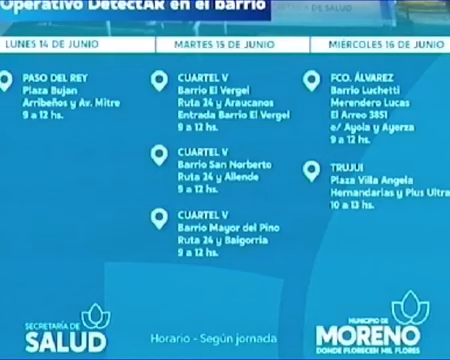 Operativo DetectAR en el barrio
DE SALUD
LUNES 14 DE JUNIO
PASO DEL REY
Plaza Bujan
Arribeños y Av. Mitre
9 a 12 hs.
MARTES 15 DE JUNIO
CUARTEL V
Barrio El Vergel
Ruta 24 y Araucanos
Entrada Barrio El Vergel
9 a 12 hs.
CUARTEL V
Barrio San Norberto
Ruta 24 y Allende
9 a 12 hs.
CUARTEL V
Barrio Mayor del Pino
Ruta 24 y Baigorria
9 a 12 hs.
MIÉRCOLES 16 DE JUNIO
FCO. ÁLVAREZ
Barrio Luchetti
Merendero Lucas
El Arreo 3851
e/ Ayola y Ayerza
9 a 12 hs.
TRUJUI
Plaza Villa Angela
Hernandarias y Plus Ultra
10 a 13 hs.
SECRETARÍA DE
SALUD
Horario - Según jornada
MUNICIPIO DE
MORENO
DONDE FLORECEN MIL FLORES